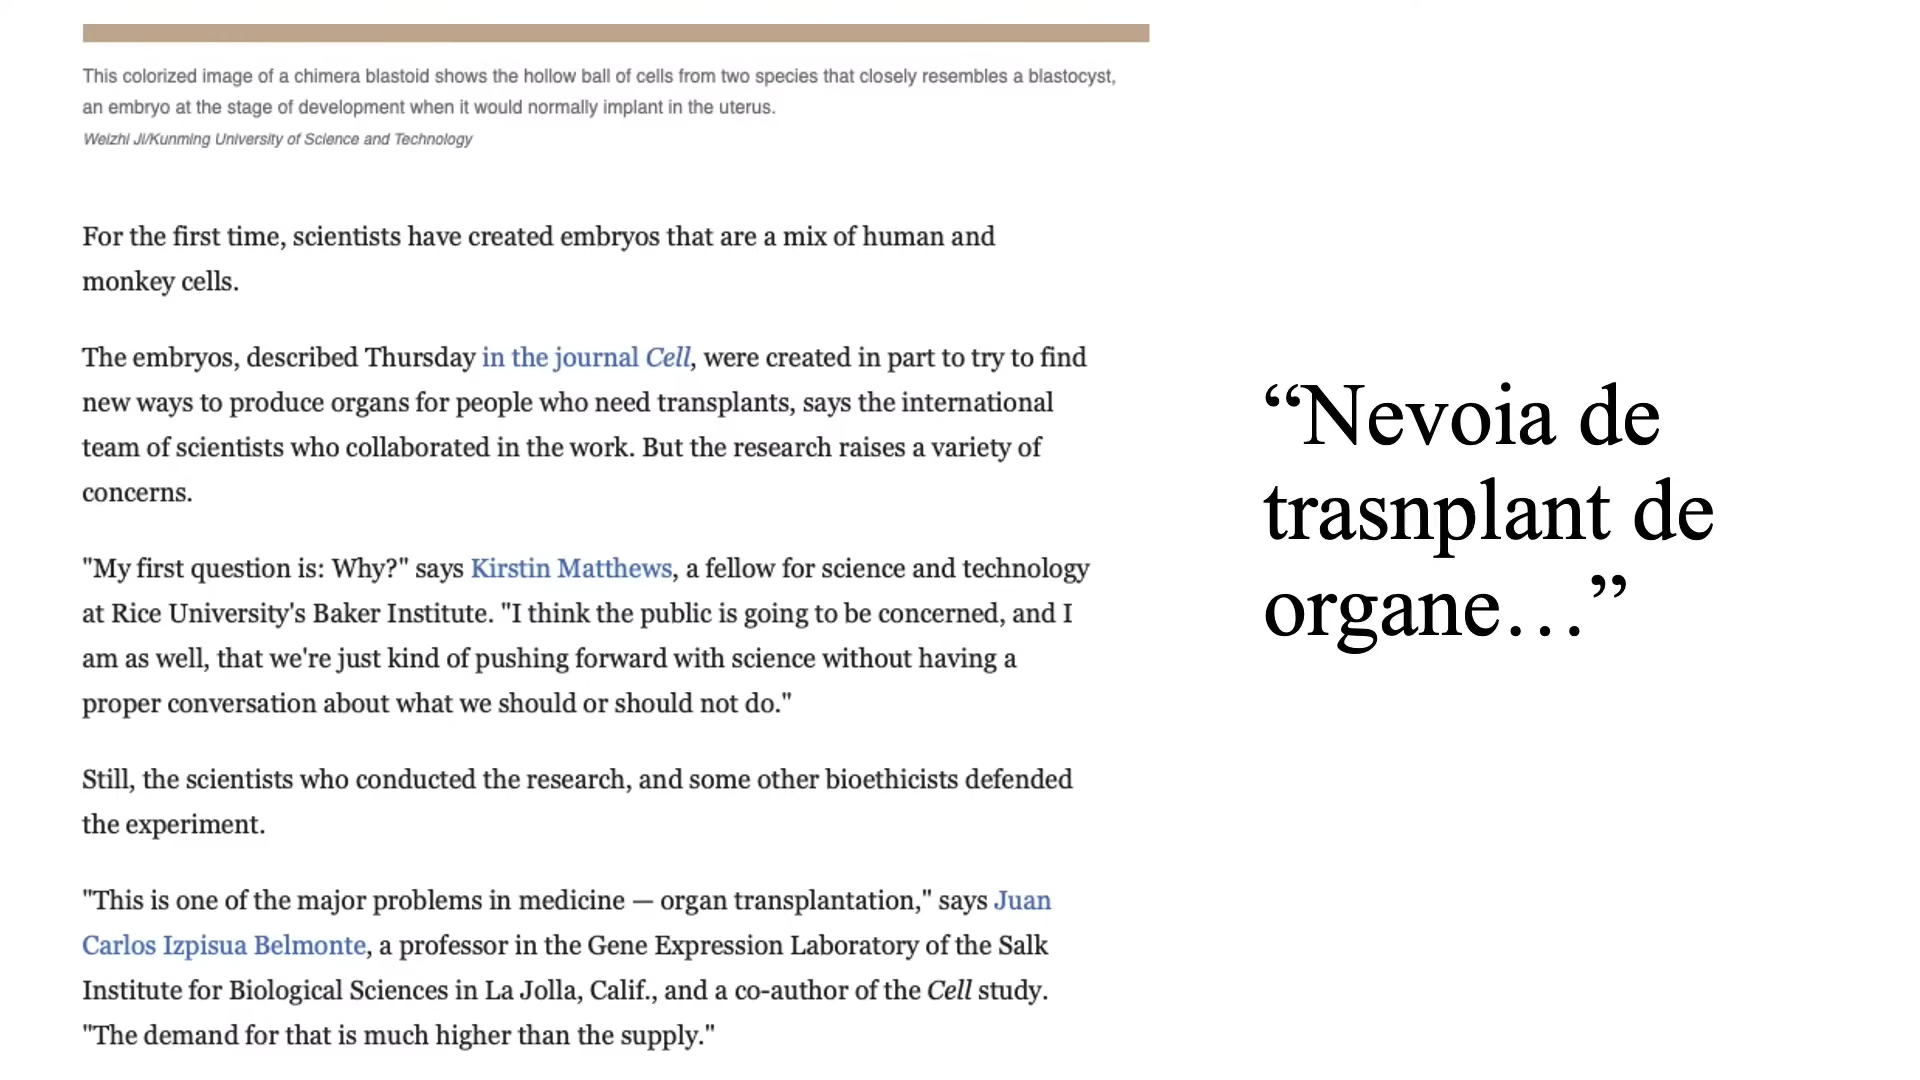 This colorized image of a chimera blastoid shows the hollow ball of cells from two species that closely resembles a blastocyst,
an embryo at the stage of development when it would normally implant in the uterus.
Weizhi Ji/Kunming University of Science and Technology
For the first time, scientists have created embryos that are a mix of human and
monkey cells.
The embryos, described Thursday in the journal Cell, were created in part to try to find
new ways to produce organs for people who need transplants, says the international
team of scientists who collaborated in the work. But the research raises a variety of
concerns.
"My first question is: Why?" says Kirstin Matthews, a fellow for science and technology
at Rice University's Baker Institute. "I think the public is going to be concerned, and I
am as well, that we're just kind of pushing forward with science without having a
proper conversation about what we should or should not do."
Still, the scientists who conducted the research, and some other bioethicists defended
the experiment.
"This is one of the major problems in medicine — organ transplantation," says Juan
Carlos Izpisua Belmonte, a professor in the Gene Expression Laboratory of the Salk
Institute for Biological Sciences in La Jolla, Calif., and a co-author of the Cell study.
"The demand for that is much higher than the supply."
“Nevoia de
trasnplant de
organe…”